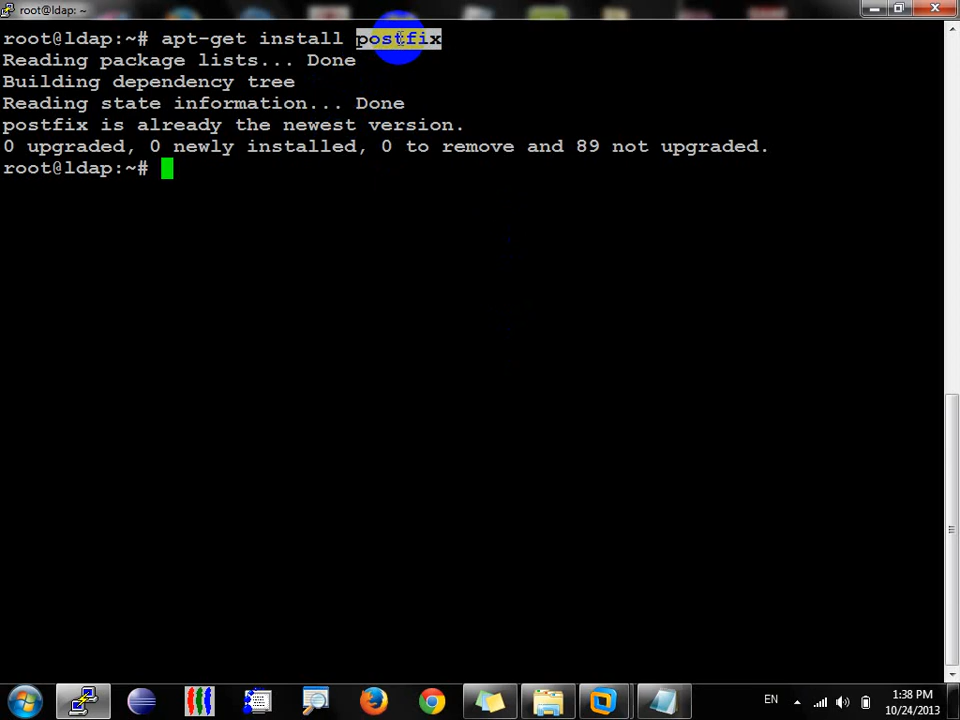 root@ldap: ~
root@ldap:~# apt-get install postfix
Reading package lists... Done
Building dependency tree
Reading state information... Done
postfix is already the newest version.
0 upgraded, 0 newly installed, 0 to remove and 89 not upgraded.
root@ldap:~#
EN
1:38 PM
10/24/2013